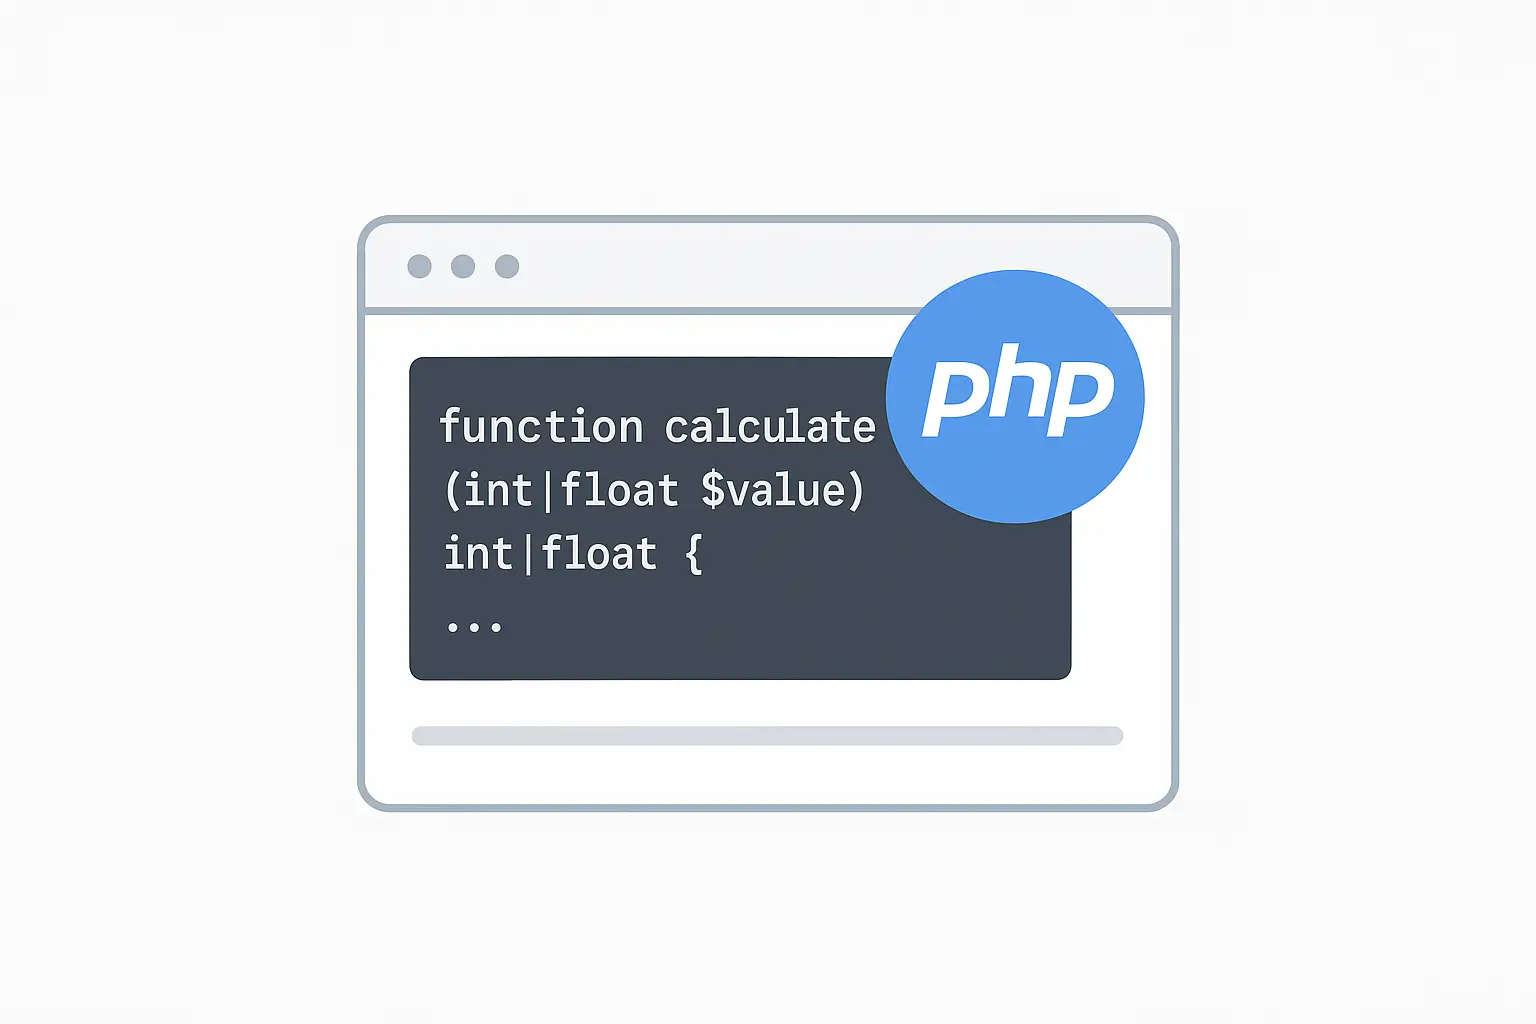 php
function calculate
(int|float $value)
int|float {
...